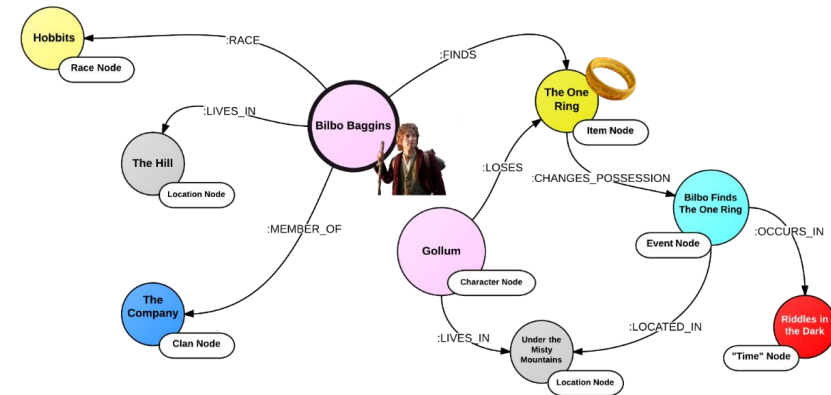 Hobbits
Race Node
:RACE
:FINDS
The One
Ring
Item Node
:LIVES_IN
Bilbo Baggins
The Hill
Location Node
:LOSES
:CHANGES_POSSESSION
Bilbo Finds
The One Ring
Event Node
:OCCURS_IN
:MEMBER_OF
Gollum
Character Node
The
Company
Clan Node
:LIVES_IN
Under the
Misty
Mountains
Location Node
:LOCATED_IN
Riddles in
the Dark
"Time" Node